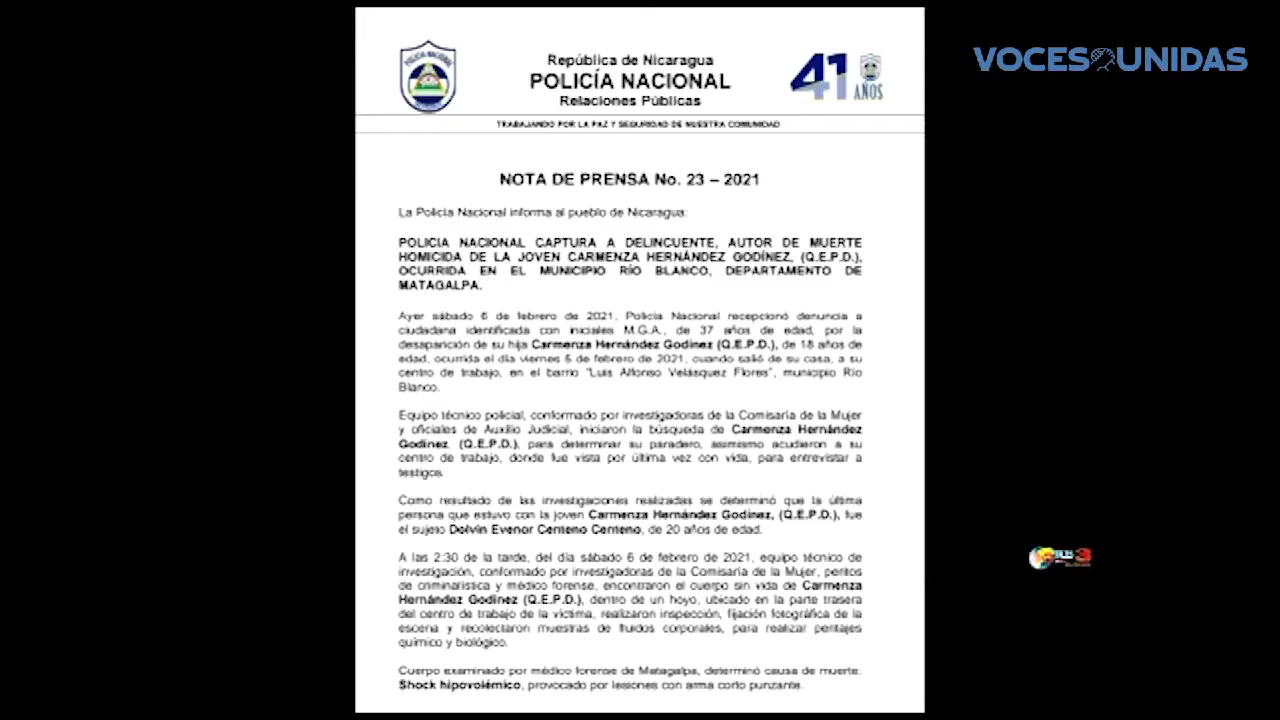 VOCES UNIDAS
POLICÍA NACIONAL
República de Nicaragua
POLICÍA NACIONAL
Relaciones Públicas
41 AÑOS
TRABAJANDO POR LA PAZ Y SEGURIDAD DE NUESTRA COMUNIDAD
NOTA DE PRENSA No. 23 – 2021
La Policía Nacional informa al pueblo de Nicaragua:
POLICIA NACIONAL CAPTURA A DELINCUENTE, AUTOR DE MUERTE
HOMICIDA DE LA JOVEN CARMENZA HERNÁNDEZ GODÍNEZ, (Q.E.P.D.),
OCURRIDA EN EL MUNICIPIO RÍO BLANCO, DEPARTAMENTO DE
MATAGALPA.
Ayer sábado 6 de febrero de 2021, Policía Nacional recepcionó denuncia a
ciudadana identificada con iniciales M.G.A., de 37 años de edad, por la
desaparición de su hija Carmenza Hernández Godínez (Q.E.P.D.), de 18 años de
edad, ocurrida el día viernes 5 de febrero de 2021, cuando salió de su casa, a su
centro de trabajo, en el barrio "Luis Alfonso Velásquez Flores", municipio Río
Blanco.
Equipo técnico policial, conformado por investigadoras de la Comisaría de la Mujer
y oficiales de Auxilio Judicial, iniciaron la búsqueda de Carmenza Hernández
Godínez, (Q.E.P.D.), para determinar su paradero, asimismo acudieron a su
centro de trabajo, donde fue vista por última vez con vida, para entrevistar a
testigos.
Como resultado de las investigaciones realizadas se determinó que la última
persona que estuvo con la joven Carmenza Hernández Godínez, (Q.E.P.D.), fue
el sujeto Delvin Evenor Centeno Centeno, de 20 años de edad.
A las 2:30 de la tarde, del día sábado 6 de febrero de 2021, equipo técnico de
investigación, conformado por investigadoras de la Comisaría de la Mujer, peritos
de criminalística y médico forense, encontraron el cuerpo sin vida de Carmenza
Hernández Godínez (Q.E.P.D.), dentro de un hoyo, ubicado en la parte trasera
del centro de trabajo de la víctima, realizaron inspección, fijación fotográfica de la
escena y recolectaron muestras de fluidos corporales, para realizar peritajes
químico y biológico.
Cuerpo examinado por médico forense de Matagalpa, determinó causa de muerte:
Shock hipovolémico, provocado por lesiones con arma corto punzante.